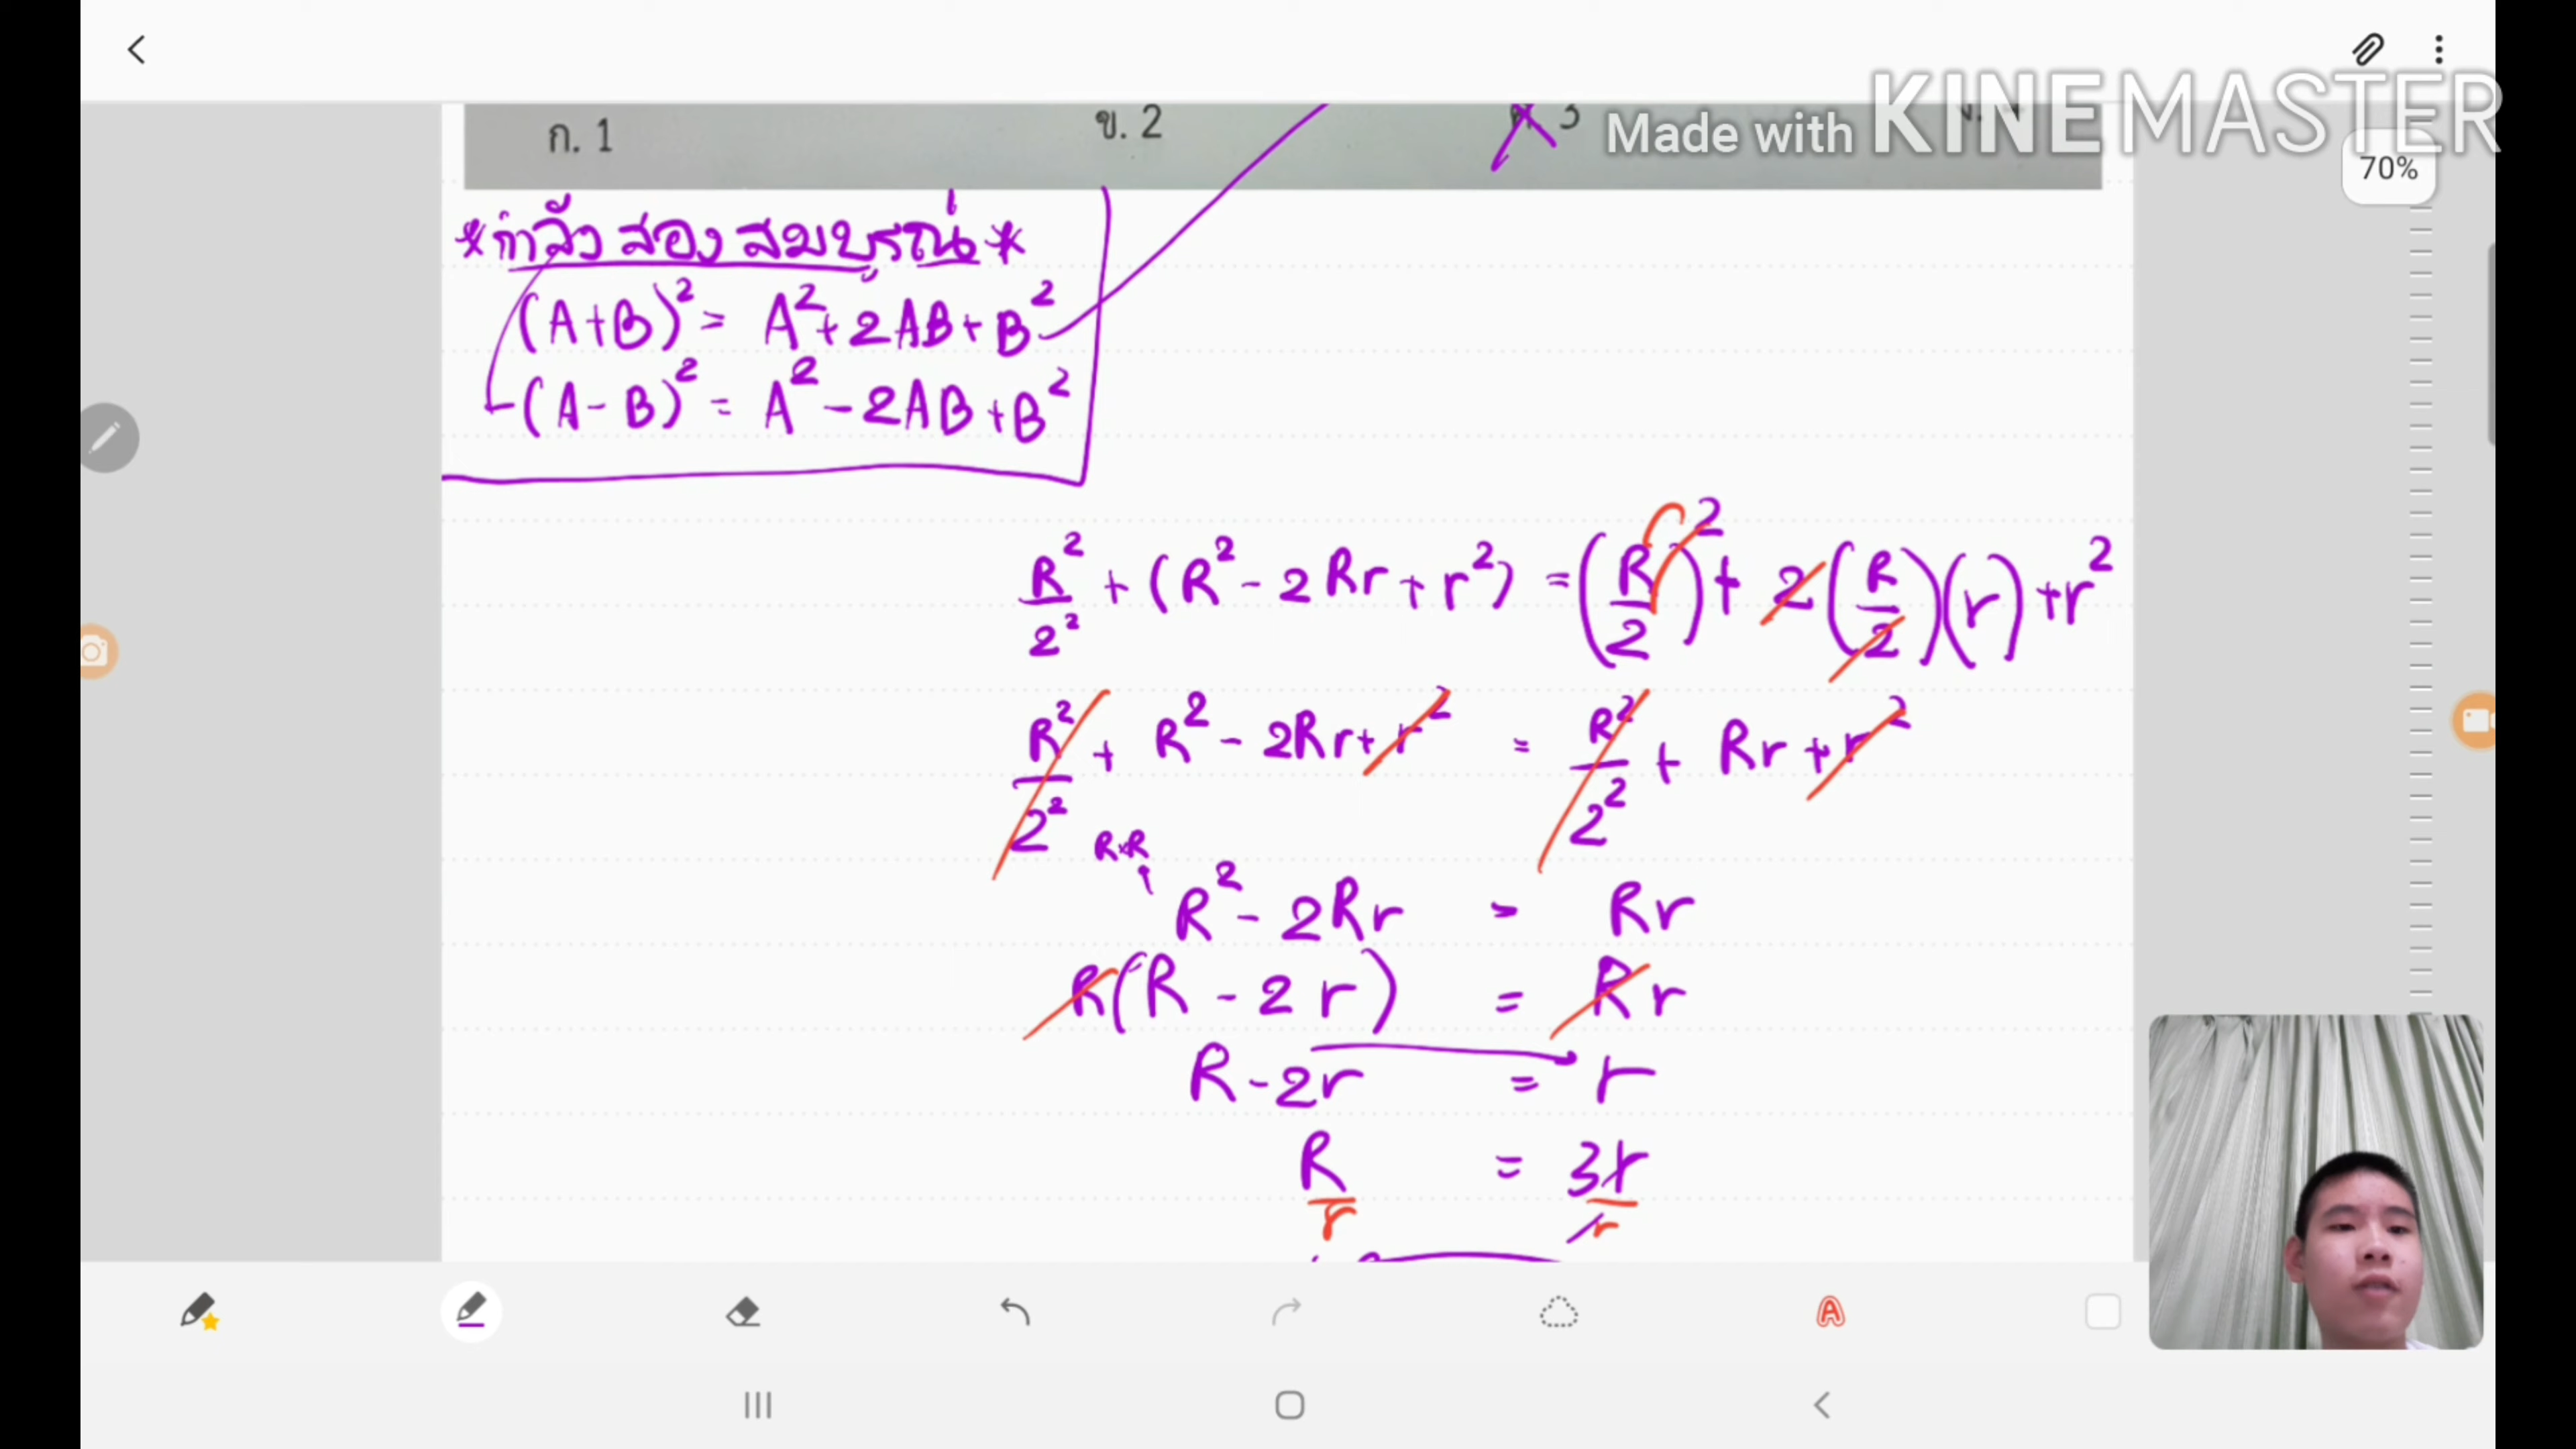 Made with KINEMASTER
70%
ก. 1 ข. 2 ค. 3
*กำลังสองสมบูรณ์*
(A+B)² = A² + 2AB + B²
(A-B)² = A² - 2AB + B²
R²/2² + (R² - 2Rr + r²) = (R/2)² + 2(R/2)(r) + r²
R²/2² + R² - 2Rr + r² = R²/2² + Rr + r²
R×R
R² - 2Rr = Rr
R(R - 2r) = Rr
R - 2r = r
R/r = 3r/r